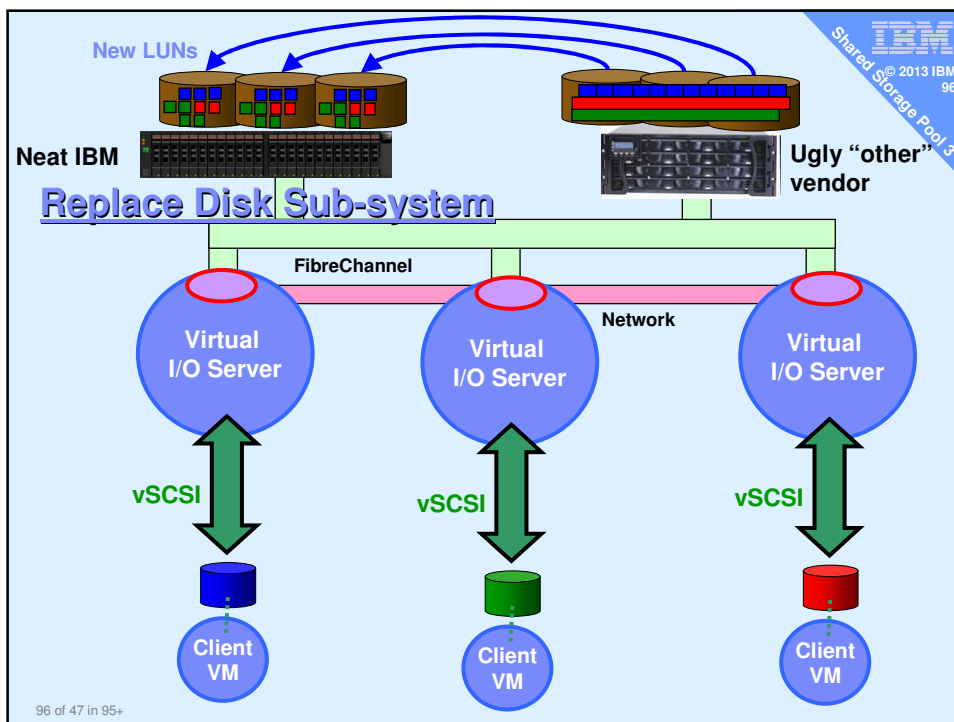 New LUNs
IBM
© 2013 IBM
96
Shared Storage Pool 3
Neat IBM
Ugly “other”
vendor
Replace Disk Sub-system
FibreChannel
Network
Virtual
I/O Server
Virtual
I/O Server
Virtual
I/O Server
vSCSI
vSCSI
vSCSI
Client
VM
Client
VM
Client
VM
96 of 47 in 95+